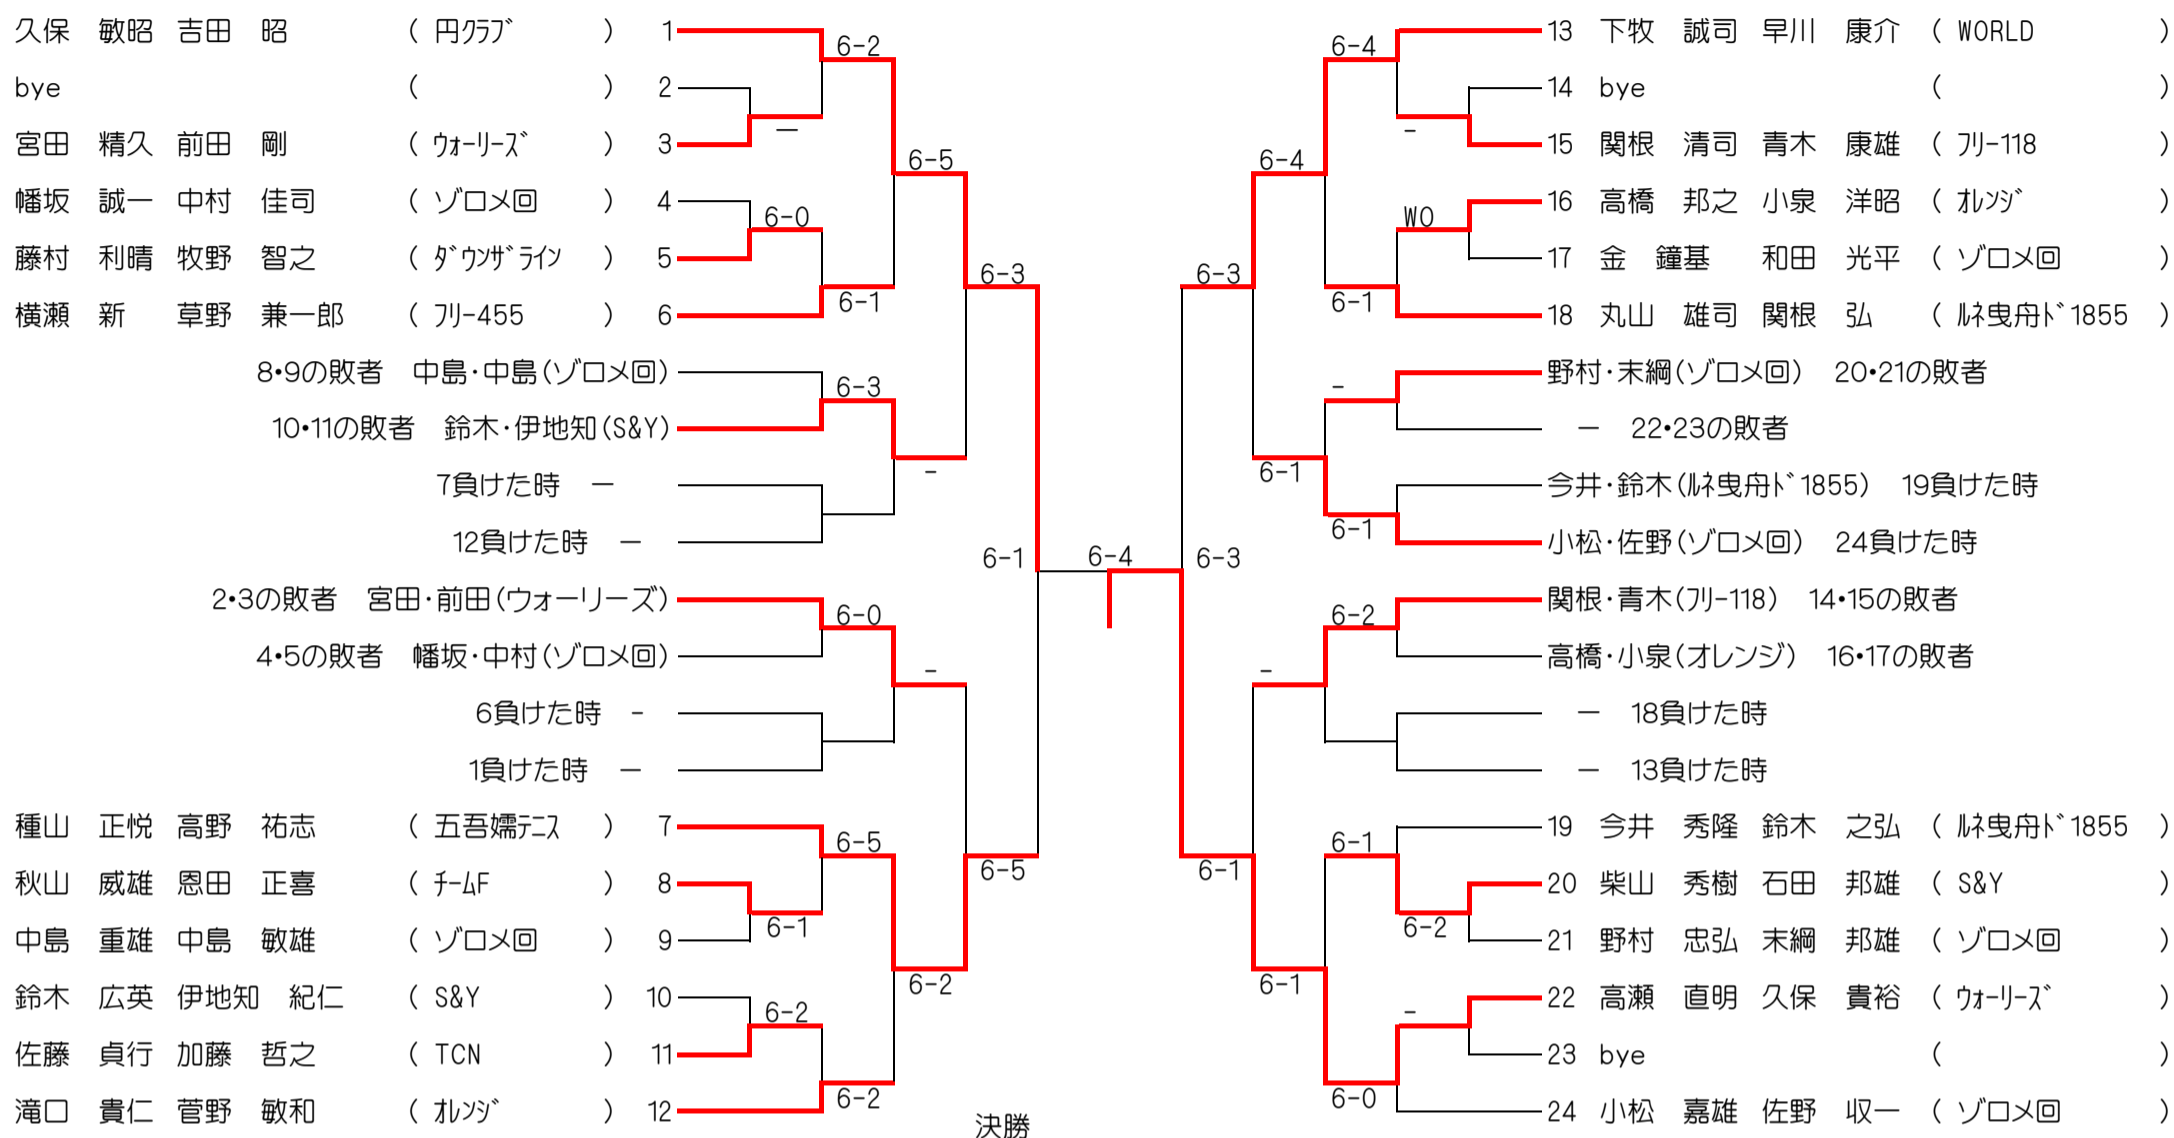 久保 敏昭 吉田 昭 ( 円ｸﾗﾌﾞ ) 1
bye ( ) 2
宮田 精久 前田 剛 ( ｳｫｰﾘｰｽﾞ ) 3
幡坂 誠一 中村 佳司 ( ゾロメ回 ) 4
藤村 利晴 牧野 智之 ( ﾀﾞｳﾝｻﾞﾗｲﾝ ) 5
横瀬 新 草野 兼一郎 ( ﾌﾘｰ455 ) 6
8・9の敗者 中島・中島(ゾロメ回)
10・11の敗者 鈴木・伊地知(S&Y)
7負けた時 －
12負けた時 －
2・3の敗者 宮田・前田(ウォーリーズ)
4・5の敗者 幡坂・中村(ゾロメ回)
6負けた時 -
1負けた時 －
種山 正悦 高野 祐志 ( 五吾嬬ﾃﾆｽ ) 7
秋山 威雄 恩田 正喜 ( ﾁｰﾑF ) 8
中島 重雄 中島 敏雄 ( ゾロメ回 ) 9
鈴木 広英 伊地知 紀仁 ( S&Y ) 10
佐藤 貞行 加藤 哲之 ( TCN ) 11
滝口 貴仁 菅野 敏和 ( ｵﾚﾝｼﾞ ) 12
－
6-0
6-1
6-2
6-2
6-1
6-3
6-0
6-5
6-2
6-5
-
-
6-2
6-3
6-5
6-1
6-4
6-3
決勝
6-3
6-1
6-4
6-1
-
6-1
6-4
6-1
-
6-1
6-2
6-1
6-0
-
WO
6-2
-
13 下牧 誠司 早川 康介 ( WORLD )
14 bye ( )
15 関根 清司 青木 康雄 ( ﾌﾘｰ118 )
16 高橋 邦之 小泉 洋昭 ( ｵﾚﾝｼﾞ )
17 金 鐘基 和田 光平 ( ゾロメ回 )
18 丸山 雄司 関根 弘 ( ﾙﾈ曳舟ﾄﾞ1855 )
野村・末綱(ゾロメ回) 20・21の敗者
－ 22・23の敗者
今井・鈴木(ﾙﾈ曳舟ﾄﾞ1855) 19負けた時
小松・佐野(ゾロメ回) 24負けた時
関根・青木(ﾌﾘｰ118) 14・15の敗者
高橋・小泉(オレンジ) 16・17の敗者
－ 18負けた時
－ 13負けた時
19 今井 秀隆 鈴木 之弘 ( ﾙﾈ曳舟ﾄﾞ1855 )
20 柴山 秀樹 石田 邦雄 ( S&Y )
21 野村 忠弘 末綱 邦雄 ( ゾロメ回 )
22 高瀬 直明 久保 貴裕 ( ｳｫｰﾘｰｽﾞ )
23 bye ( )
24 小松 嘉雄 佐野 収一 ( ゾロメ回 )